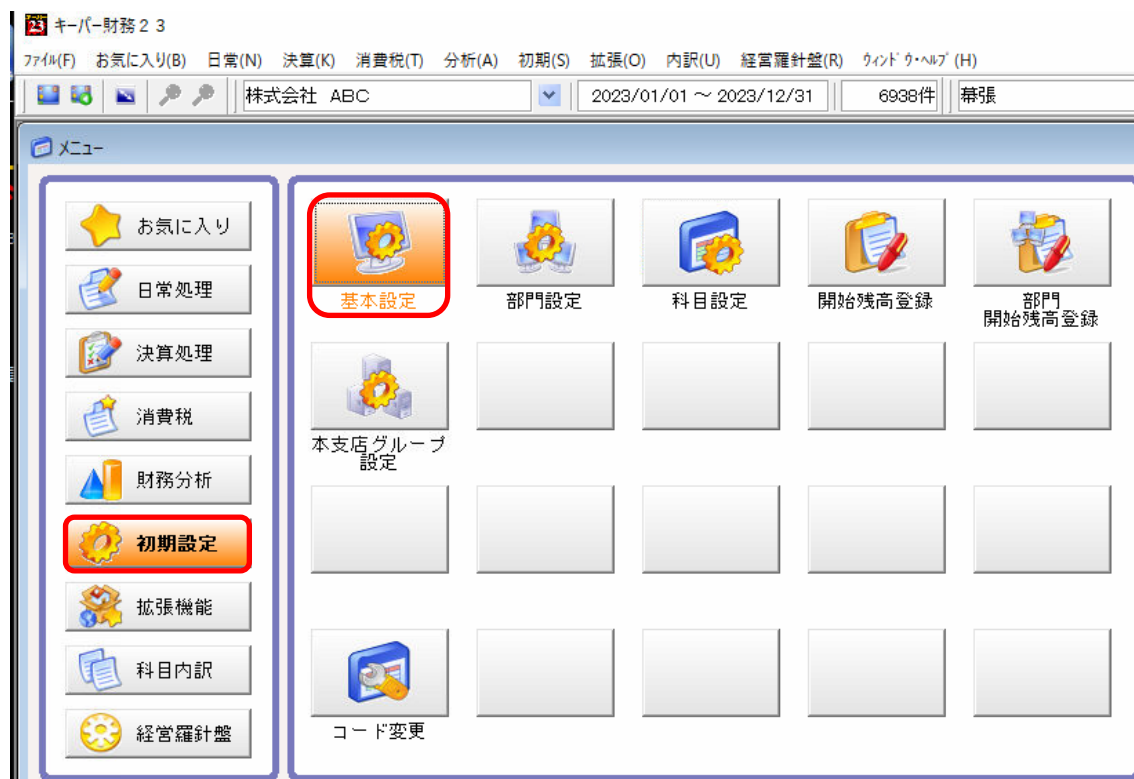 23 キーパー財務２３
ファイル(F) お気に入り(B) 日常(N) 決算(K) 消費税(T) 分析(A) 初期(S) 拡張(O) 内訳(U) 経営羅針盤(R) ウィンドウ・ヘルプ(H)
株式会社 ABC 2023/01/01 ～ 2023/12/31 6938件 幕張
メニュー
お気に入り
日常処理
決算処理
消費税
財務分析
初期設定
拡張機能
科目内訳
経営羅針盤
基本設定 部門設定 科目設定 開始残高登録 部門
開始残高登録
本支店グループ
設定
コード変更